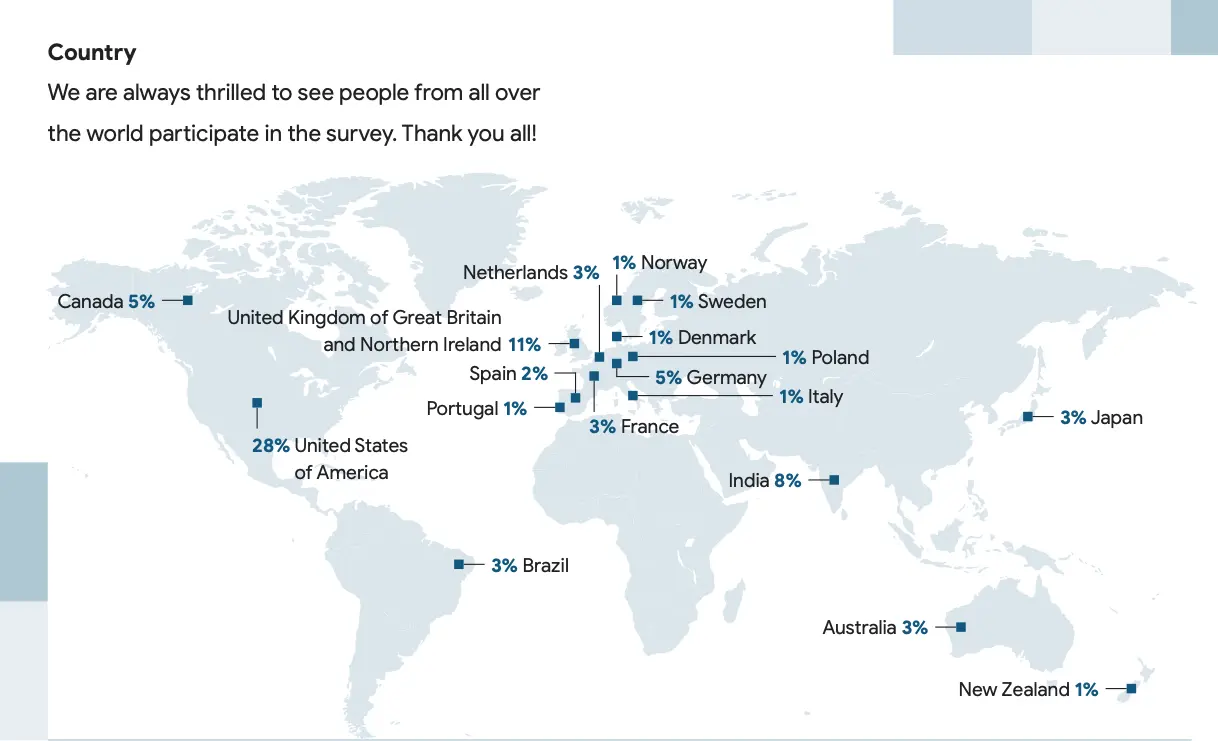 Country
We are always thrilled to see people from all over
the world participate in the survey. Thank you all!
Netherlands 3%
1% Norway
Canada 5%
1% Sweden
United Kingdom of Great Britain
and Northern Ireland 11%
1% Denmark
1% Poland
Spain 2%
5% Germany
1% Italy
Portugal 1%
3% France
3% Japan
28% United States
of America
India 8%
3% Brazil
Australia 3%
New Zealand 1%